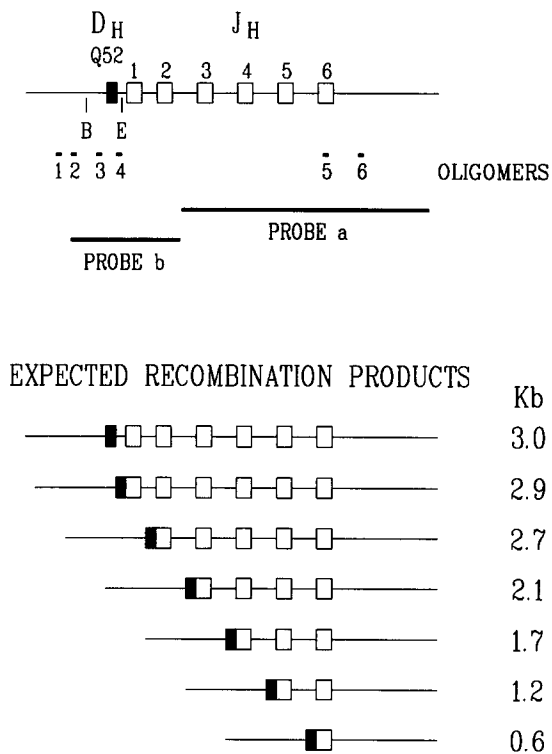 D H J H
Q52
1 2 3 4 5 6
B E
1 2 3 4 5 6 OLIGOMERS
PROBE a
PROBE b
EXPECTED RECOMBINATION PRODUCTS
Kb
3.0
2.9
2.7
2.1
1.7
1.2
0.6